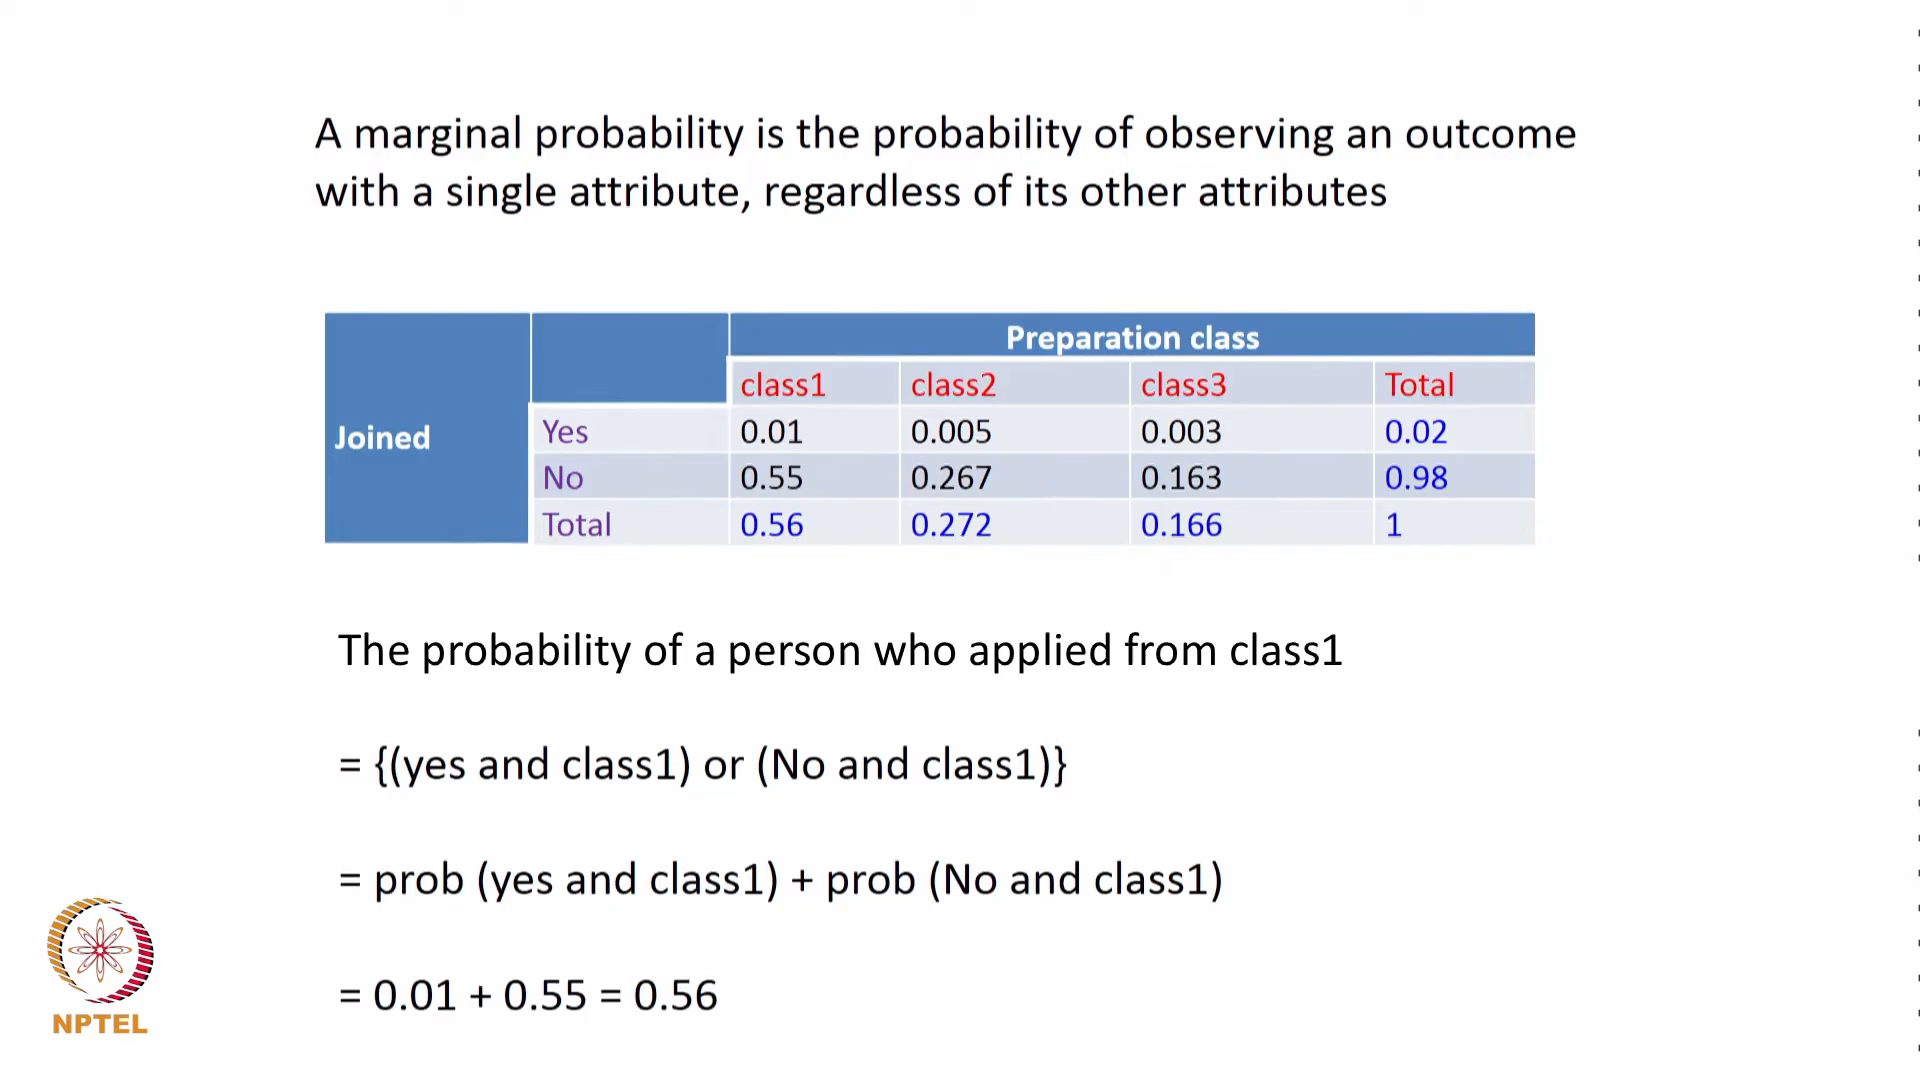 A marginal probability is the probability of observing an outcome
with a single attribute, regardless of its other attributes
Preparation class
class1 class2 class3 Total
Joined
Yes 0.01 0.005 0.003 0.02
No 0.55 0.267 0.163 0.98
Total 0.56 0.272 0.166 1
The probability of a person who applied from class1
= {(yes and class1) or (No and class1)}
= prob (yes and class1) + prob (No and class1)
= 0.01 + 0.55 = 0.56
NPTEL